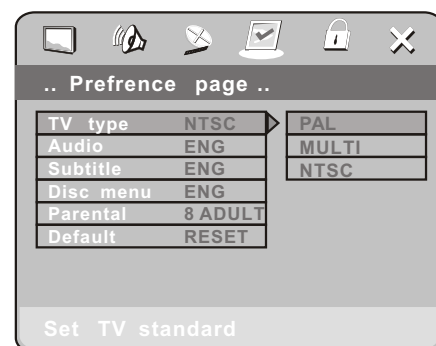 .. Prefrence page ..
TV type NTSC PAL
Audio ENG MULTI
Subtitle ENG NTSC
Disc menu ENG
Parental 8 ADULT
Default RESET
Set TV standard